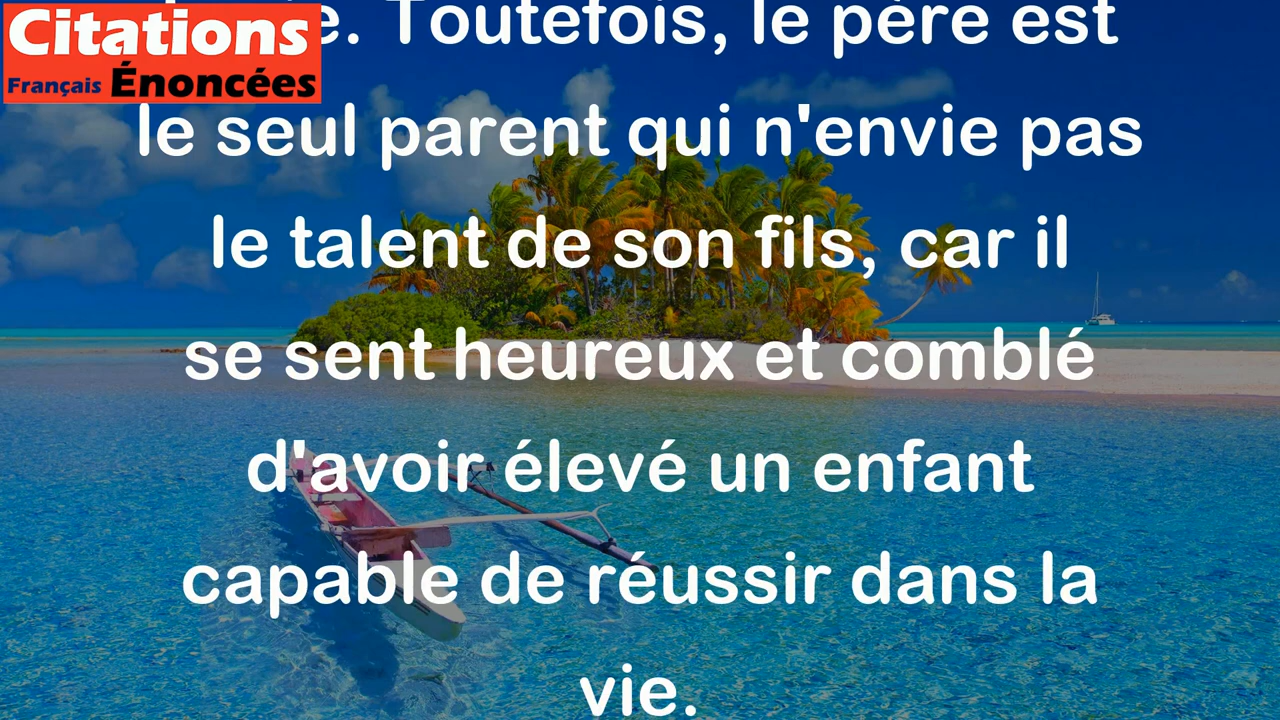 Citations
Français Énoncées
Toutefois, le père est
le seul parent qui n'envie pas
le talent de son fils, car il
se sent heureux et comblé
d'avoir élevé un enfant
capable de réussir dans la
vie.